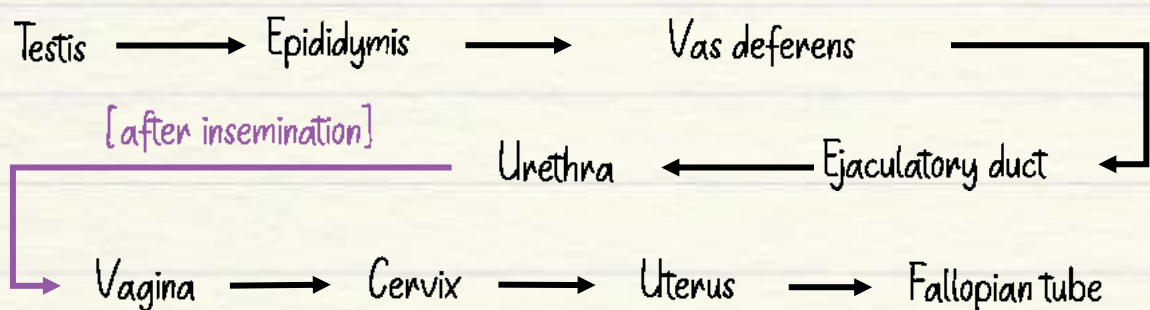 Testis Epididymis Vas deferens
[after insemination]
Urethra Ejaculatory duct
Vagina Cervix Uterus Fallopian tube